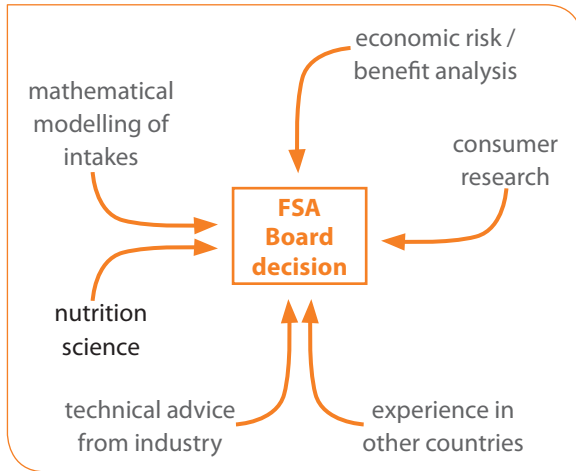 economic risk /
benefit analysis
mathematical
modelling of
intakes
consumer
research
FSA
Board
decision
nutrition
science
technical advice
from industry
experience in
other countries